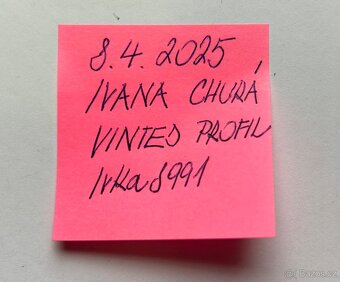 8.4.2025
IVANA CHURÁ
VINTED PROFIL
Ivka8991